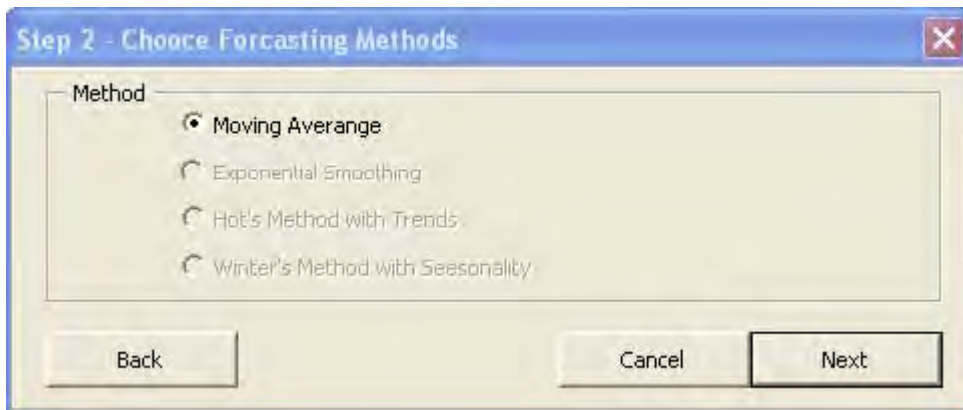 Step 2 - Chooce Forcasting Methods
Method
Moving Averange
Exponential Smoothing
Hot's Method with Trends
Winter's Method with Seesonality
Back
Cancel
Next